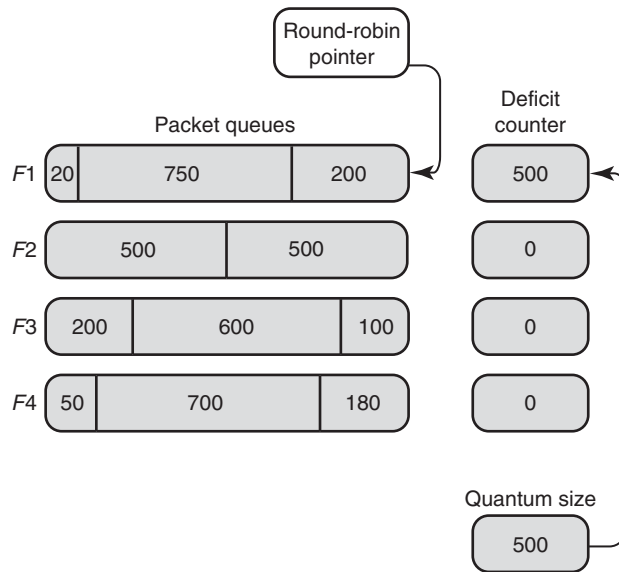 Round-robin
pointer
Packet queues
Deficit
counter
F1 20 750 200 500
F2 500 500 0
F3 200 600 100 0
F4 50 700 180 0
Quantum size
500